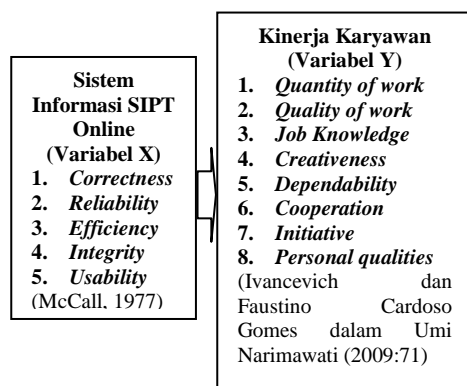 Sistem
Informasi SIPT
Online
(Variabel X)
1. Correctness
2. Reliability
3. Efficiency
4. Integrity
5. Usability
(McCall, 1977)
Kinerja Karyawan
(Variabel Y)
1. Quantity of work
2. Quality of work
3. Job Knowledge
4. Creativeness
5. Dependability
6. Cooperation
7. Initiative
8. Personal qualities
(Ivancevich dan
Faustino Cardoso
Gomes dalam Umi
Narimawati (2009:71)